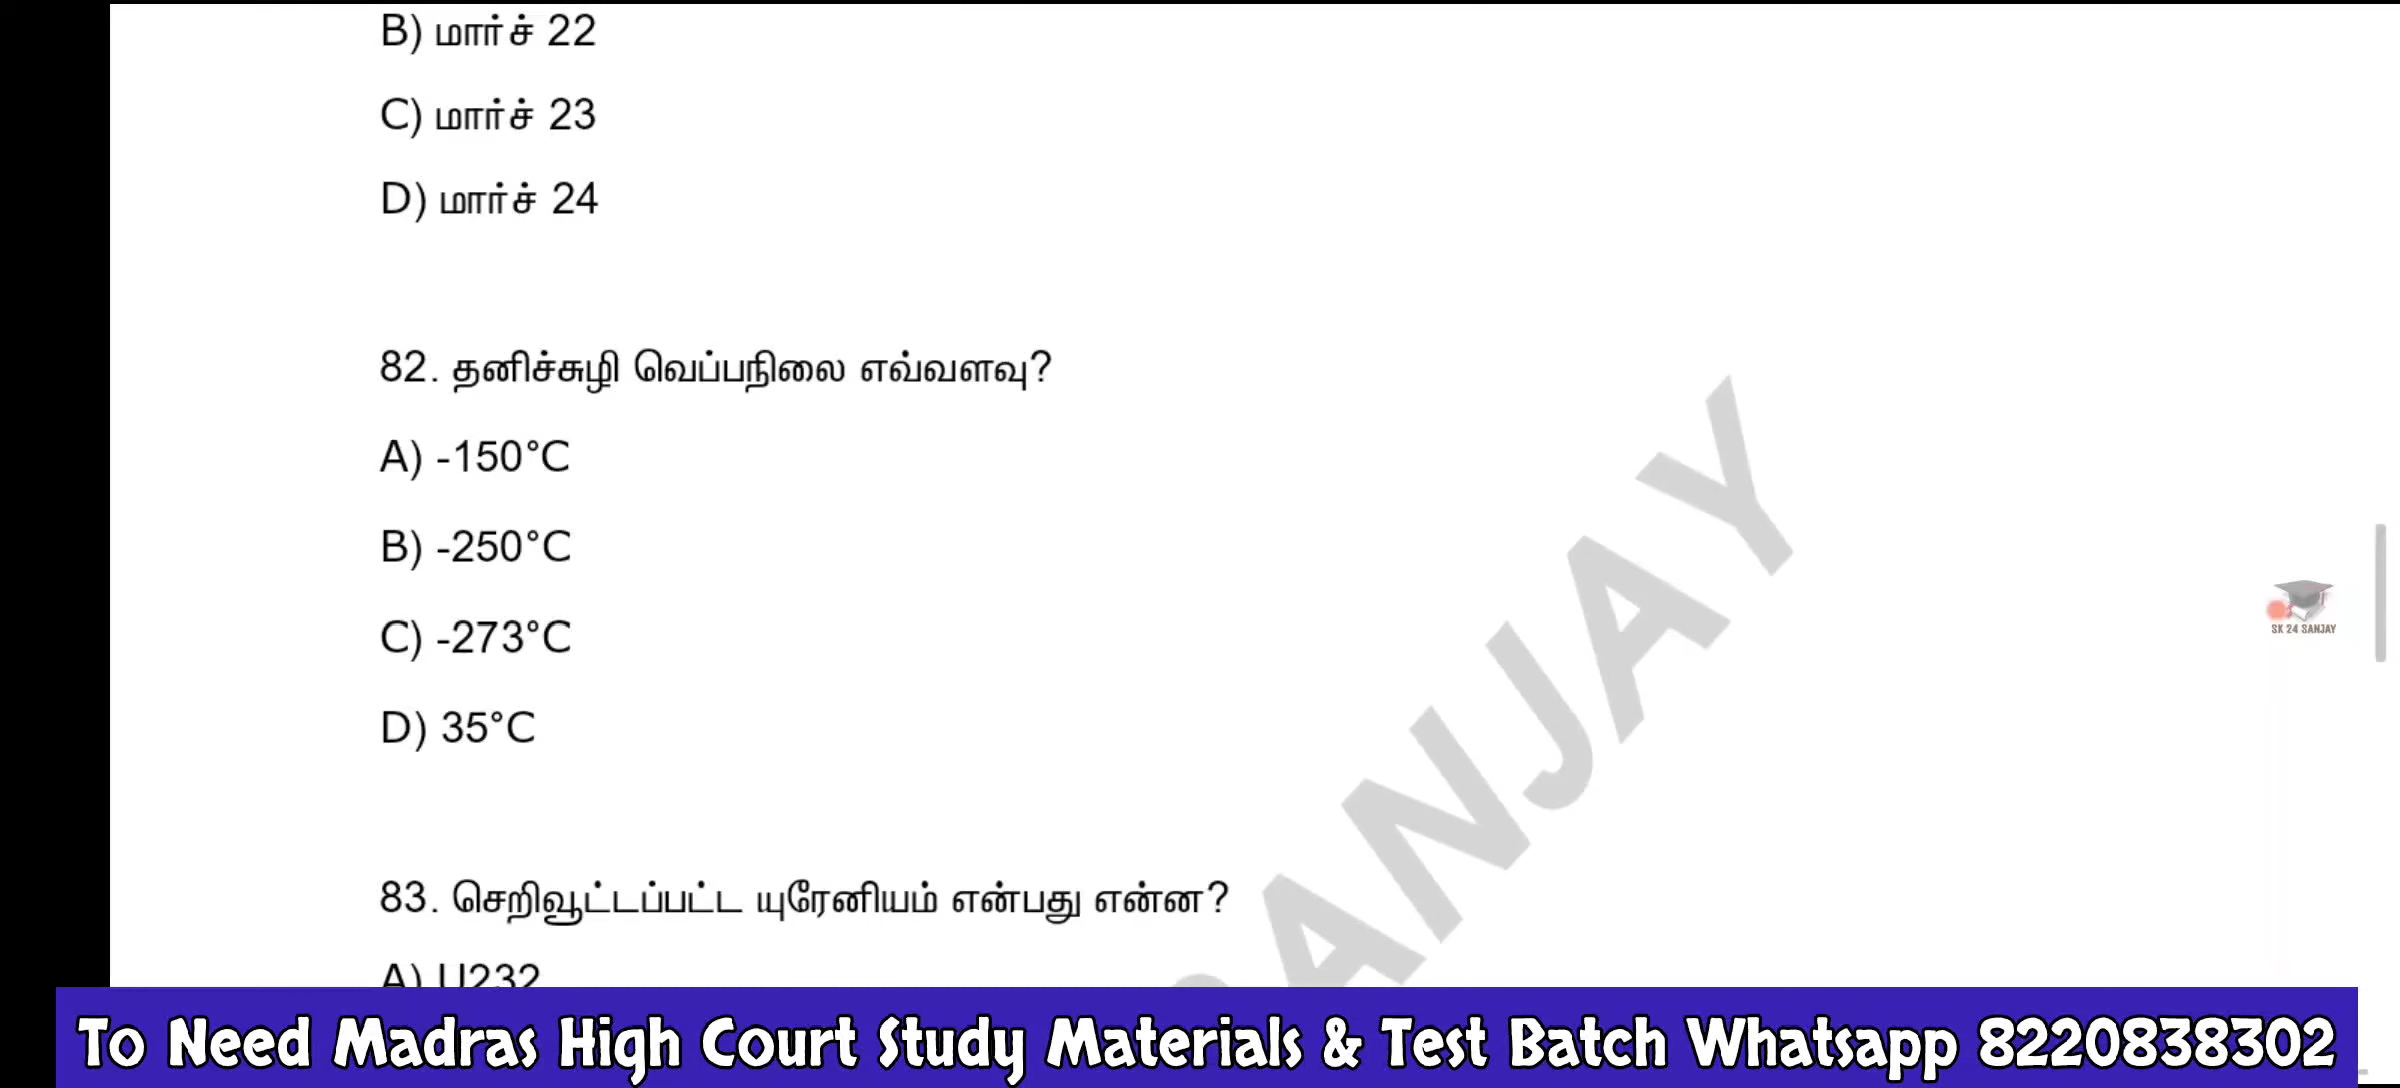 B) மார்ச் 22
C) மார்ச் 23
D) மார்ச் 24
82. தனிச்சுழி வெப்பநிலை எவ்வளவு?
A) -150°C
B) -250°C
C) -273°C
D) 35°C
83. செறிவூட்டப்பட்ட யுரேனியம் என்பது என்ன?
A) U232
SANJAY
SK 24 SANJAY
To Need Madras High Court Study Materials & Test Batch Whatsapp 8220838302